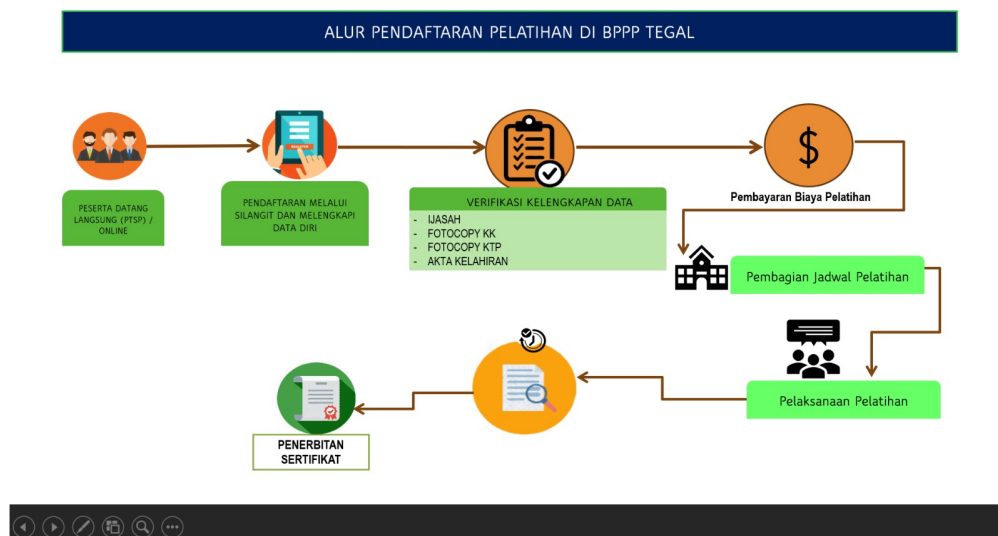 ALUR PENDAFTARAN PELATIHAN DI BPPP TEGAL
PESERTA DATANG
LANGSUNG (PTSP) /
ONLINE
PENDAFTARAN MELALUI
SILANGIT DAN MELENGKAPI
DATA DIRI
VERIFIKASI KELENGKAPAN DATA
- IJASAH
- FOTOCOPY KK
- FOTOCOPY KTP
- AKTA KELAHIRAN
$
Pembayaran Biaya Pelatihan
Pembagian Jadwal Pelatihan
Pelaksanaan Pelatihan
PENERBITAN
SERTIFIKAT